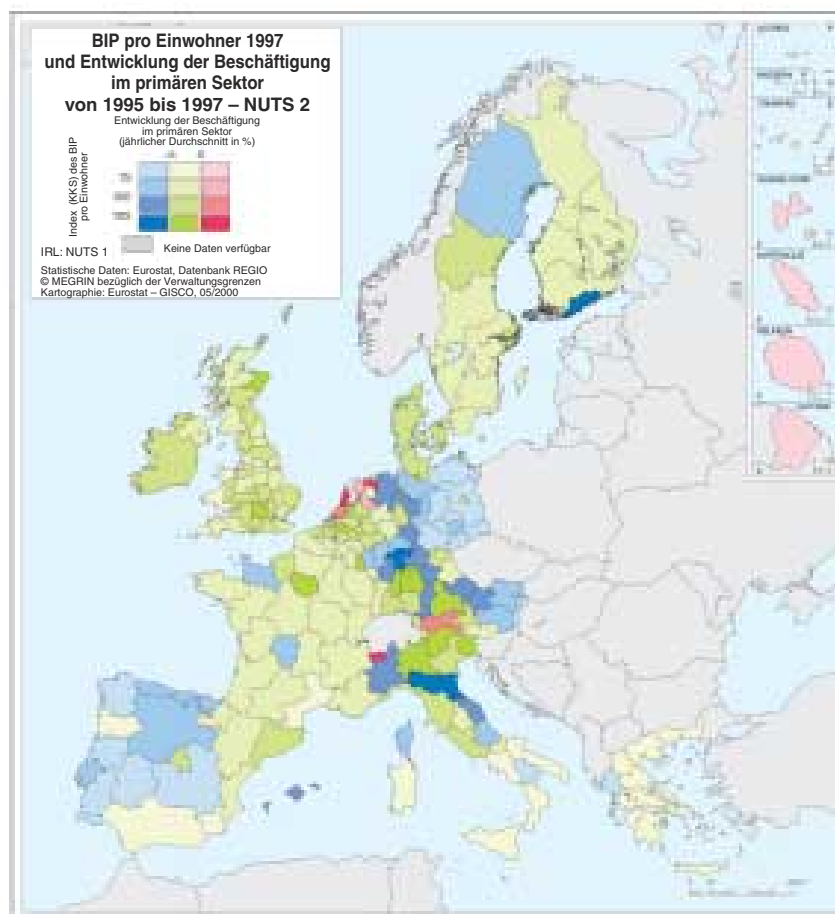 BIP pro Einwohner 1997
und Entwicklung der Beschäftigung
im primären Sektor
von 1995 bis 1997 – NUTS 2
Entwicklung der Beschäftigung
im primären Sektor
(jährlicher Durchschnitt in %)
Index (KKS) des BIP
pro Einwohner
IRL: NUTS 1
Keine Daten verfügbar
Statistische Daten: Eurostat, Datenbank REGIO
© MEGRIN bezüglich der Verwaltungsgrenzen
Kartographie: Eurostat – GISCO, 05/2000